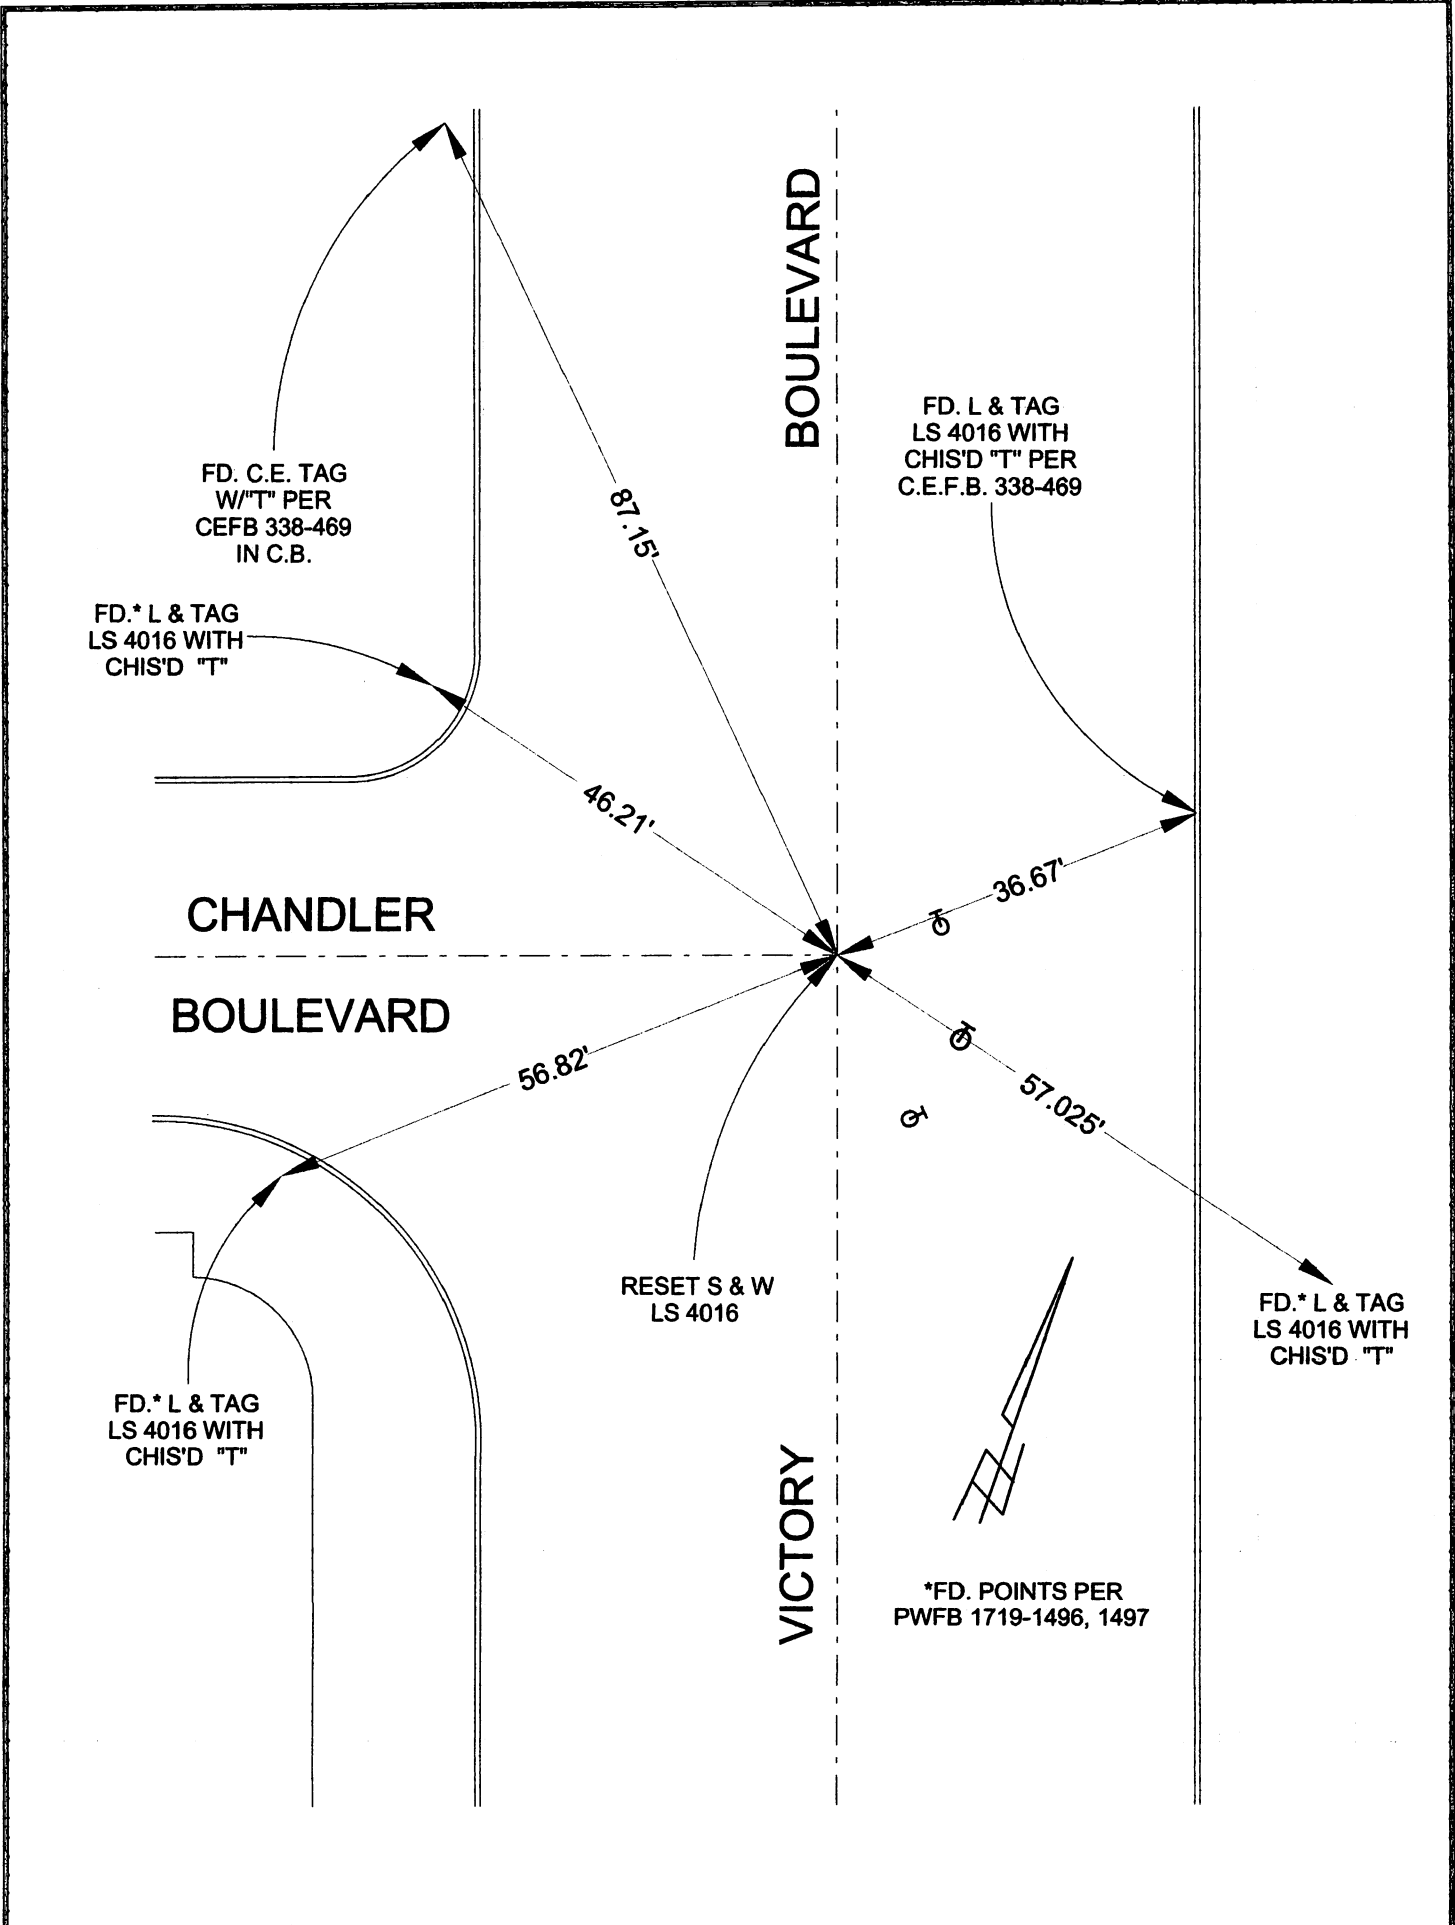 BOULEVARD
FD. L & TAG
LS 4016 WITH
CHIS'D "T" PER
C.E.F.B. 338-469
FD. C.E. TAG
W/"T" PER
CEFB 338-469
IN C.B.
87.15'
FD.* L & TAG
LS 4016 WITH
CHIS'D "T"
46.21'
36.67'
CHANDLER
BOULEVARD
56.82'
57.025'
RESET S & W
LS 4016
FD.* L & TAG
LS 4016 WITH
CHIS'D "T"
FD.* L & TAG
LS 4016 WITH
CHIS'D "T"
VICTORY
*FD. POINTS PER
PWFB 1719-1496, 1497